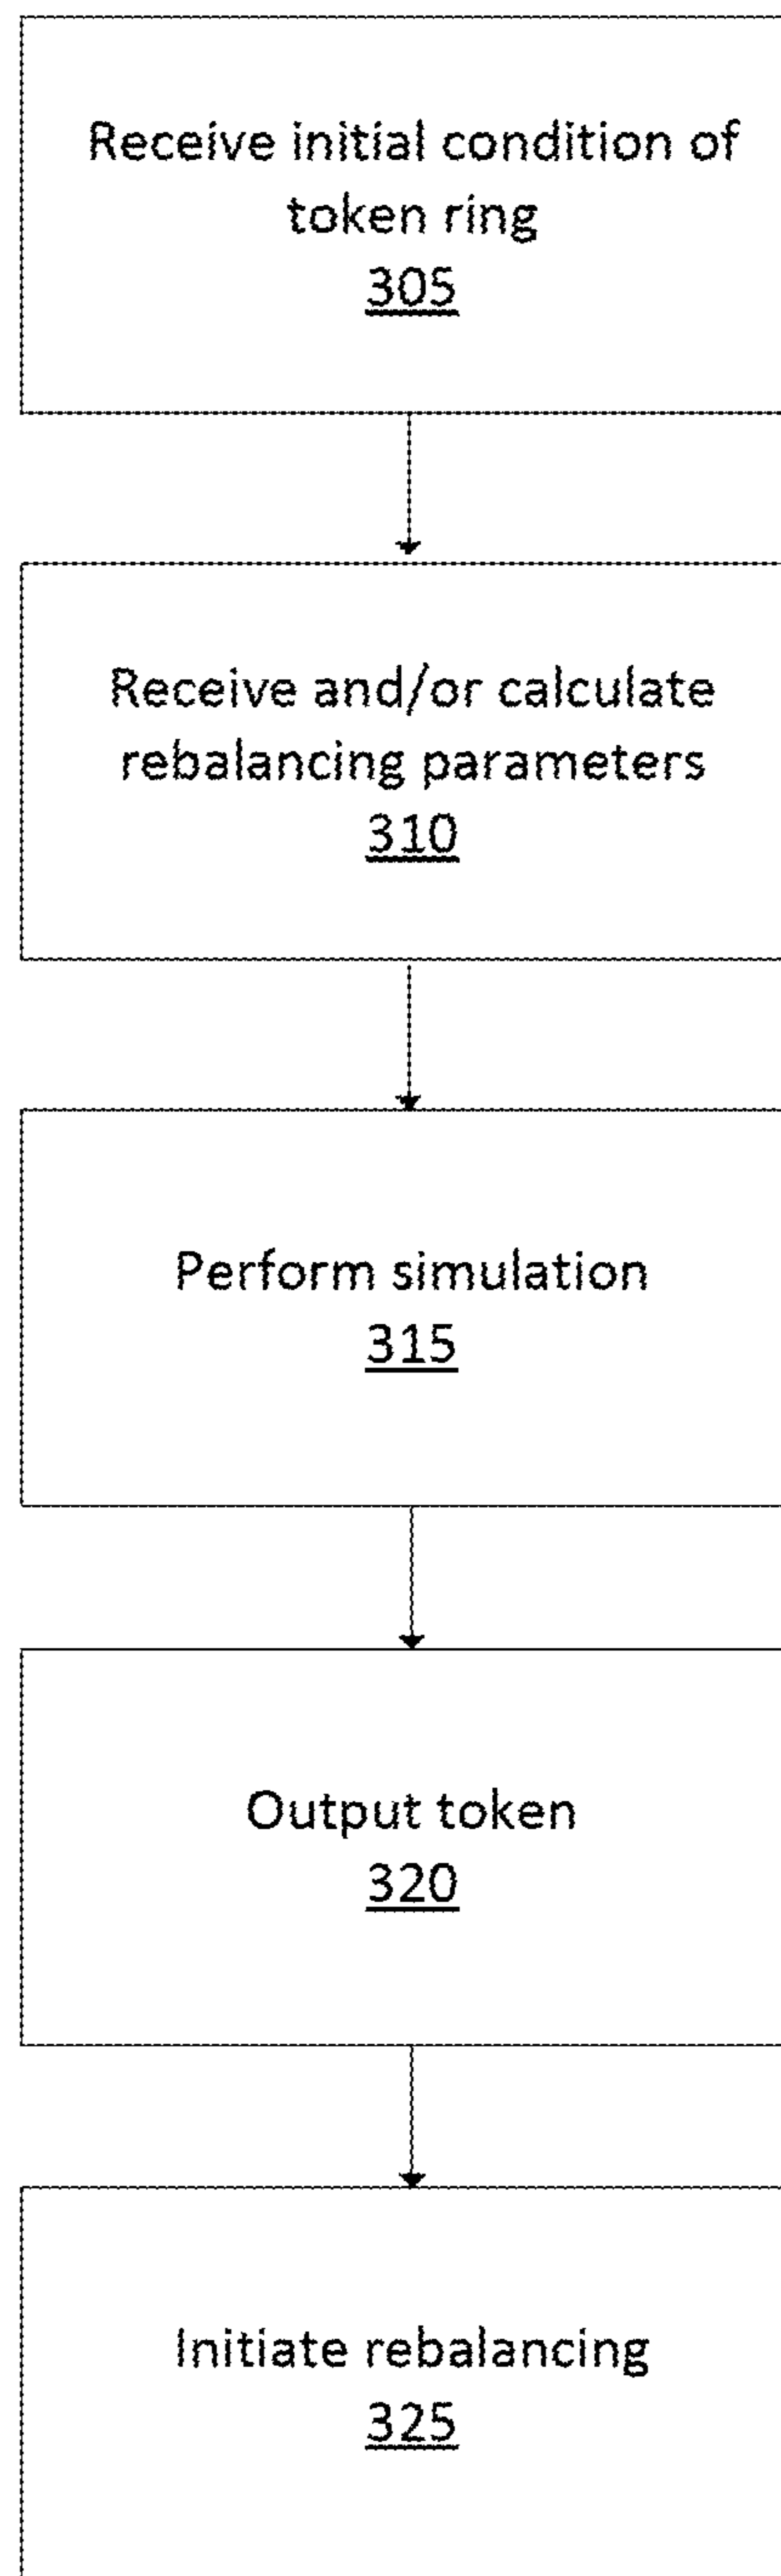 Receive initial condition of
token ring
305
Receive and/or calculate
rebalancing parameters
310
Perform simulation
315
Output token
320
Initiate rebalancing
325